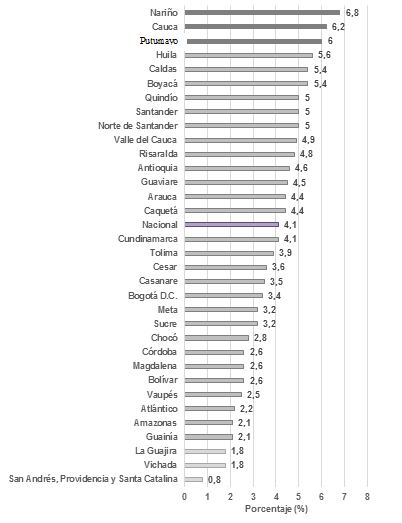 Nariño 6,8
Cauca 6,2
Putumayo 6
Huila 5,6
Caldas 5,4
Boyacá 5,4
Quindío 5
Santander 5
Norte de Santander 5
Valle del Cauca 4,9
Risaralda 4,8
Antioquia 4,6
Guaviare 4,5
Arauca 4,4
Caquetá 4,4
Nacional 4,1
Cundinamarca 4,1
Tolima 3,9
Cesar 3,6
Casanare 3,5
Bogotá D.C. 3,4
Meta 3,2
Sucre 3,2
Chocó 2,8
Córdoba 2,6
Magdalena 2,6
Bolívar 2,6
Vaupés 2,5
Atlántico 2,2
Amazonas 2,1
Guainía 2,1
La Guajira 1,8
Vichada 1,8
San Andrés, Providencia y Santa Catalina 0,8
0 1 2 3 4 5 6 7 8
Porcentaje (%)